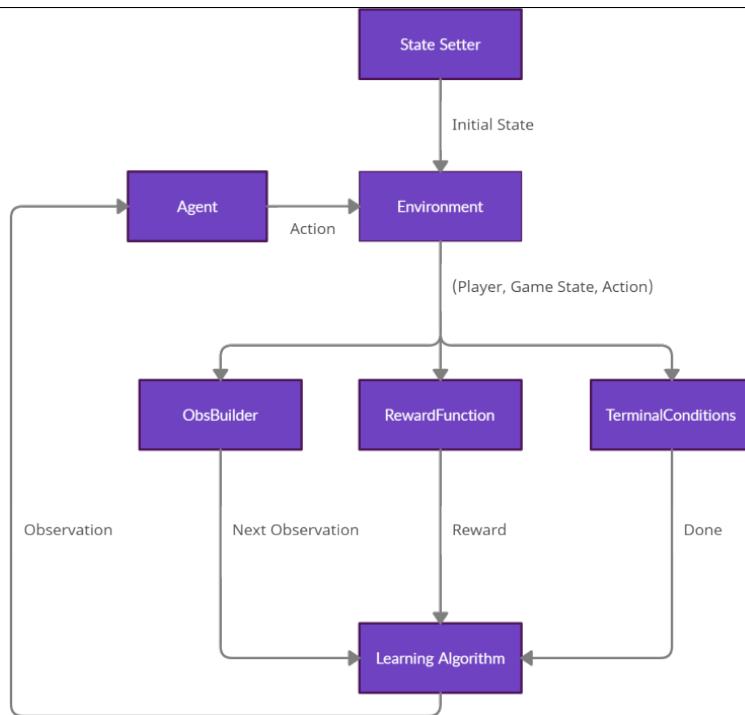 State Setter
Initial State
Agent
Action
Environment
(Player, Game State, Action)
ObsBuilder
RewardFunction
TerminalConditions
Observation
Next Observation
Reward
Done
Learning Algorithm